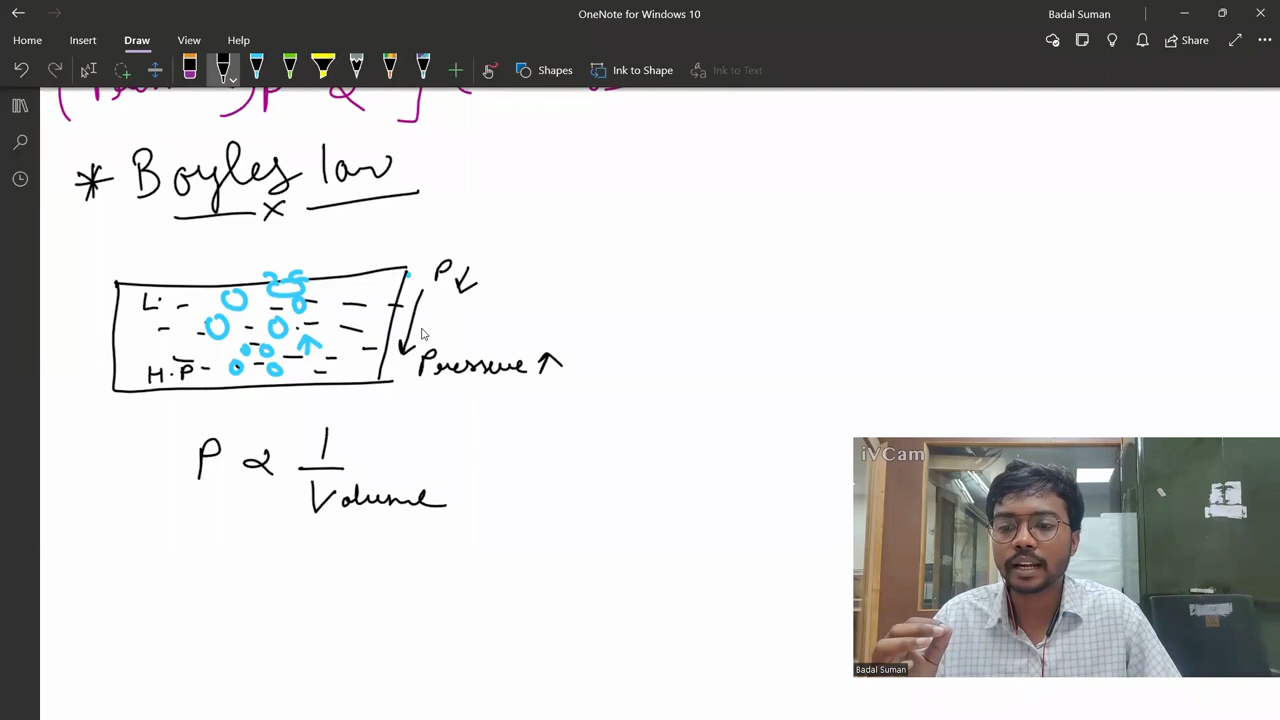 OneNote for Windows 10
Badal Suman
Home Insert Draw View Help
Share
Shapes Ink to Shape Ink to Text
* Boyles law
x
P ↓
L.
Pressure ↑
H.P
P ∝ 1
Volume
iVCam
Badal Suman